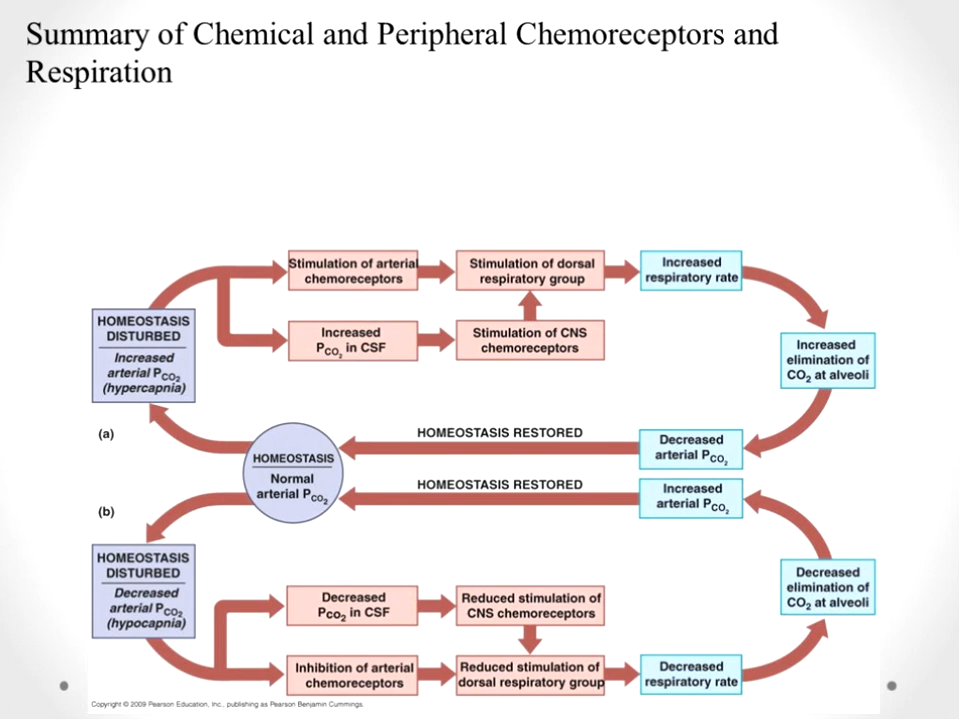 Summary of Chemical and Peripheral Chemoreceptors and
Respiration
Stimulation of arterial
chemoreceptors
Stimulation of dorsal
respiratory group
Increased
respiratory rate
HOMEOSTASIS
DISTURBED
Increased
arterial PCO2
(hypercapnia)
Increased
PCO2 in CSF
Stimulation of CNS
chemoreceptors
Increased
elimination of
CO2 at alveoli
(a)
HOMEOSTASIS RESTORED
Decreased
arterial PCO2
HOMEOSTASIS
Normal
arterial PCO2
HOMEOSTASIS RESTORED
Increased
arterial PCO2
(b)
HOMEOSTASIS
DISTURBED
Decreased
arterial PCO2
(hypocapnia)
Decreased
PCO2 in CSF
Reduced stimulation of
CNS chemoreceptors
Decreased
elimination of
CO2 at alveoli
Inhibition of arterial
chemoreceptors
Reduced stimulation of
dorsal respiratory group
Decreased
respiratory rate
Copyright © 2009 Pearson Education, Inc., publishing as Pearson Benjamin Cummings.